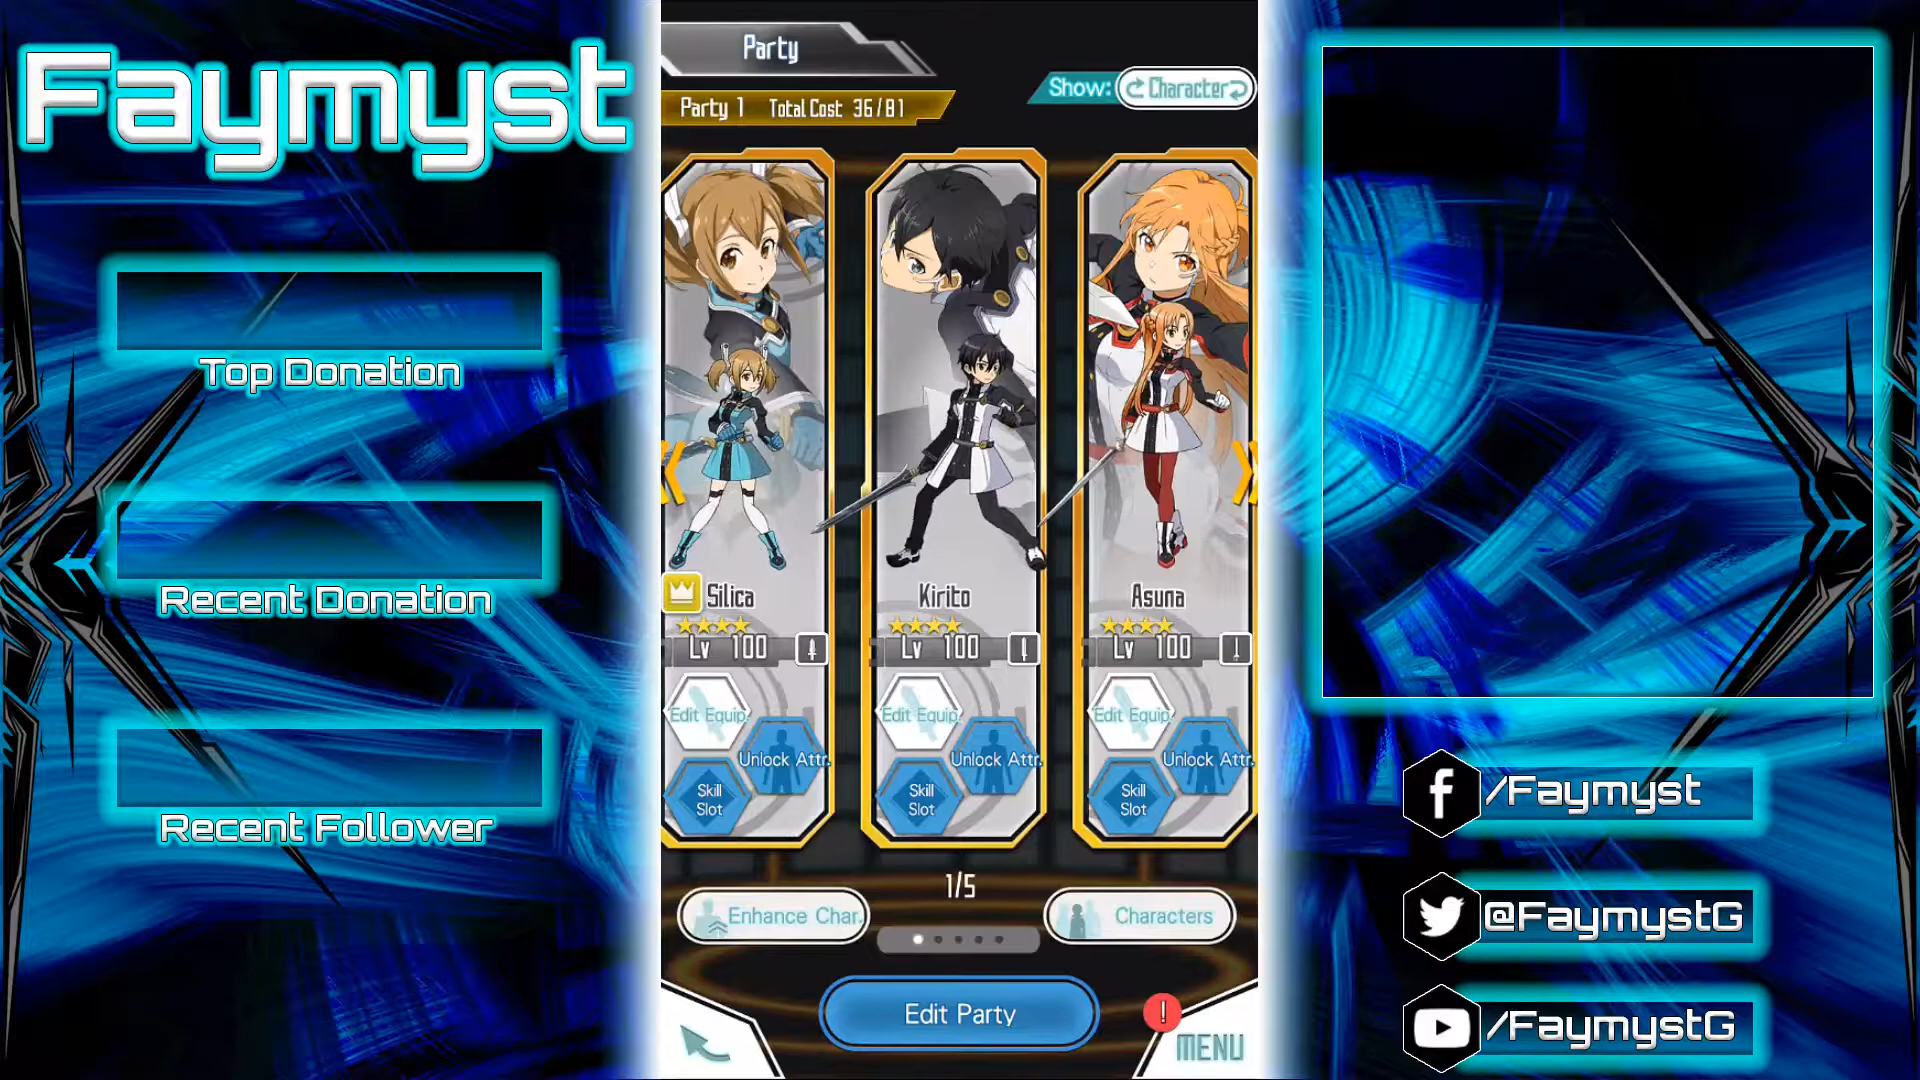 Faymyst
Top Donation
Recent Donation
Recent Follower
Party
Party 1 Total Cost 36/81
Show: Character
Silica
Lv 100
Edit Equip.
Unlock Attr.
Skill
Slot
Kirito
Lv 100
Edit Equip.
Unlock Attr.
Skill
Slot
Asuna
Lv 100
Edit Equip.
Unlock Attr.
Skill
Slot
1/5
Enhance Char.
Characters
Edit Party
!
MENU
f
/Faymyst
@FaymystG
/FaymystG